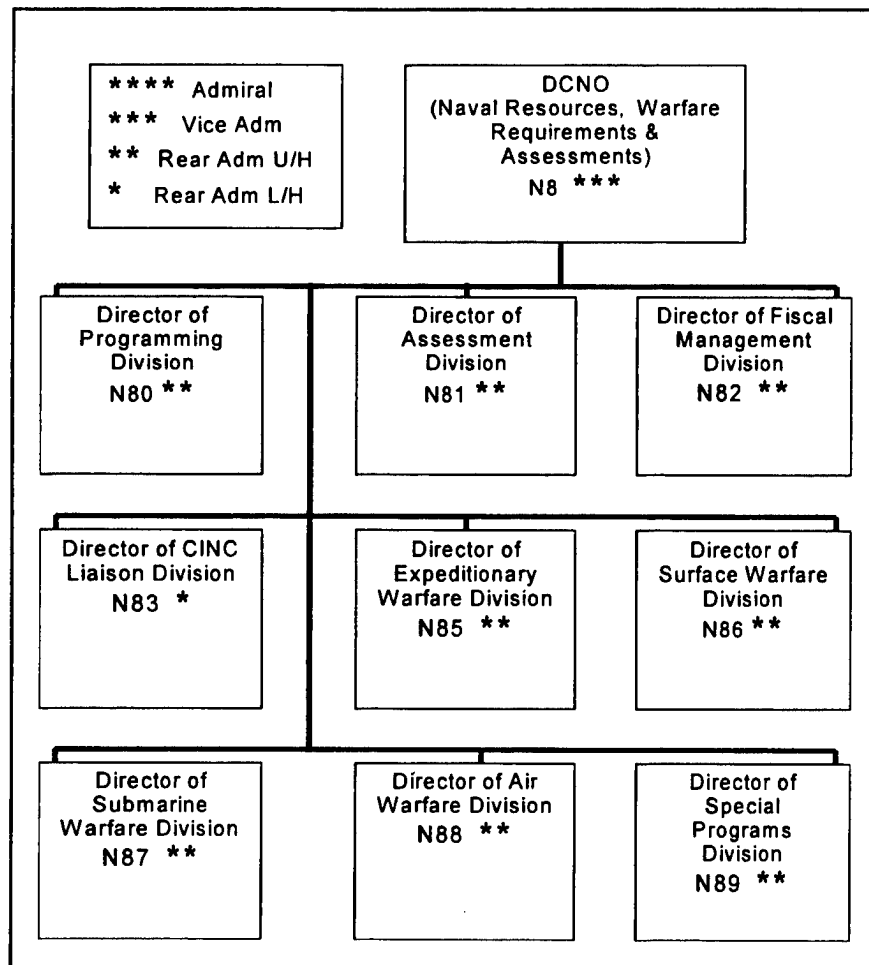 **** Admiral
*** Vice Adm
** Rear Adm U/H
* Rear Adm L/H
DCNO
(Naval Resources, Warfare
Requirements &
Assessments)
N8 ***
Director of
Programming
Division
N80 **
Director of
Assessment
Division
N81 **
Director of Fiscal
Management
Division
N82 **
Director of CINC
Liaison Division
N83 *
Director of
Expeditionary
Warfare Division
N85 **
Director of
Surface Warfare
Division
N86 **
Director of
Submarine
Warfare Division
N87 **
Director of Air
Warfare Division
N88 **
Director of
Special
Programs
Division
N89 **